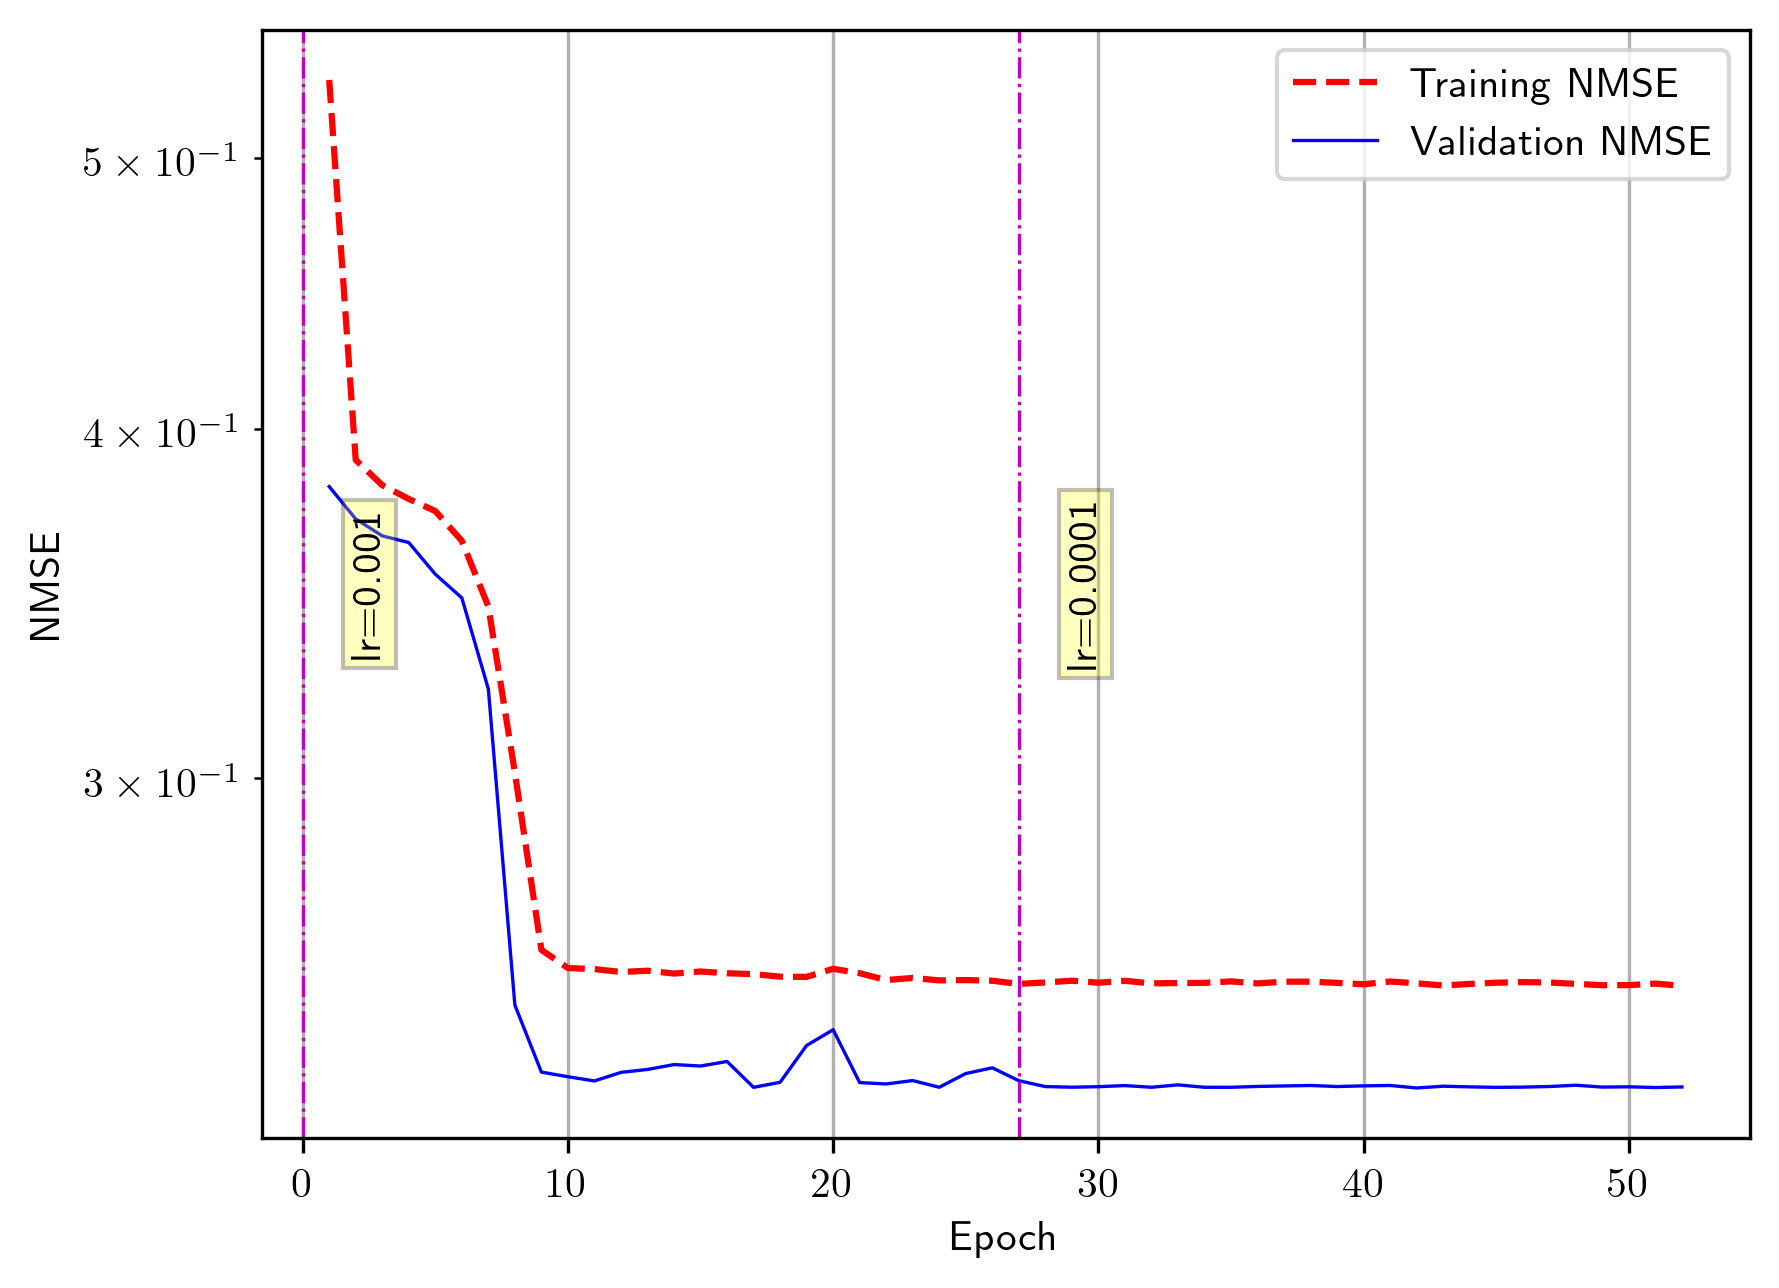 Training NMSE
Validation NMSE
5 × 10⁻¹
4 × 10⁻¹
3 × 10⁻¹
NMSE
lr=0.001
lr=0.0001
0 10 20 30 40 50
Epoch